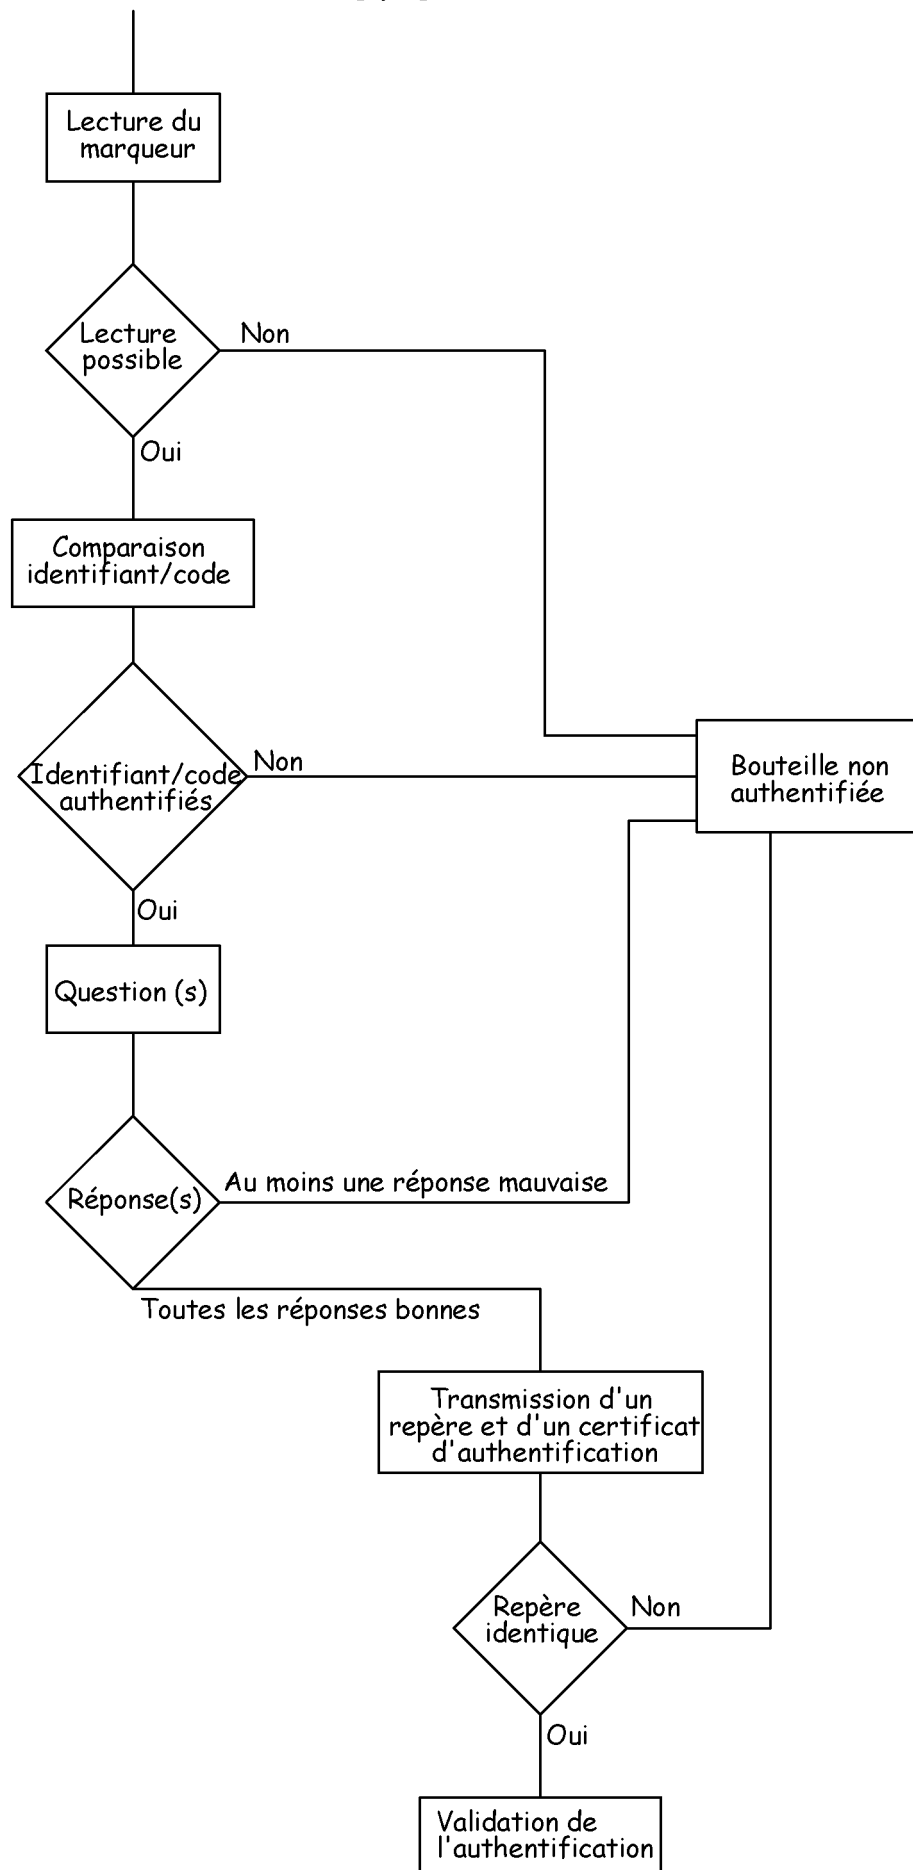 Lecture du
marqueur
Lecture
possible
Non
Oui
Comparaison
identifiant/code
Identifiant/code
authentifiés
Non
Bouteille non
authentifiée
Oui
Question (s)
Réponse(s)
Au moins une réponse mauvaise
Toutes les réponses bonnes
Transmission d'un
repère et d'un certificat
d'authentification
Repère
identique
Non
Oui
Validation de
l'authentification